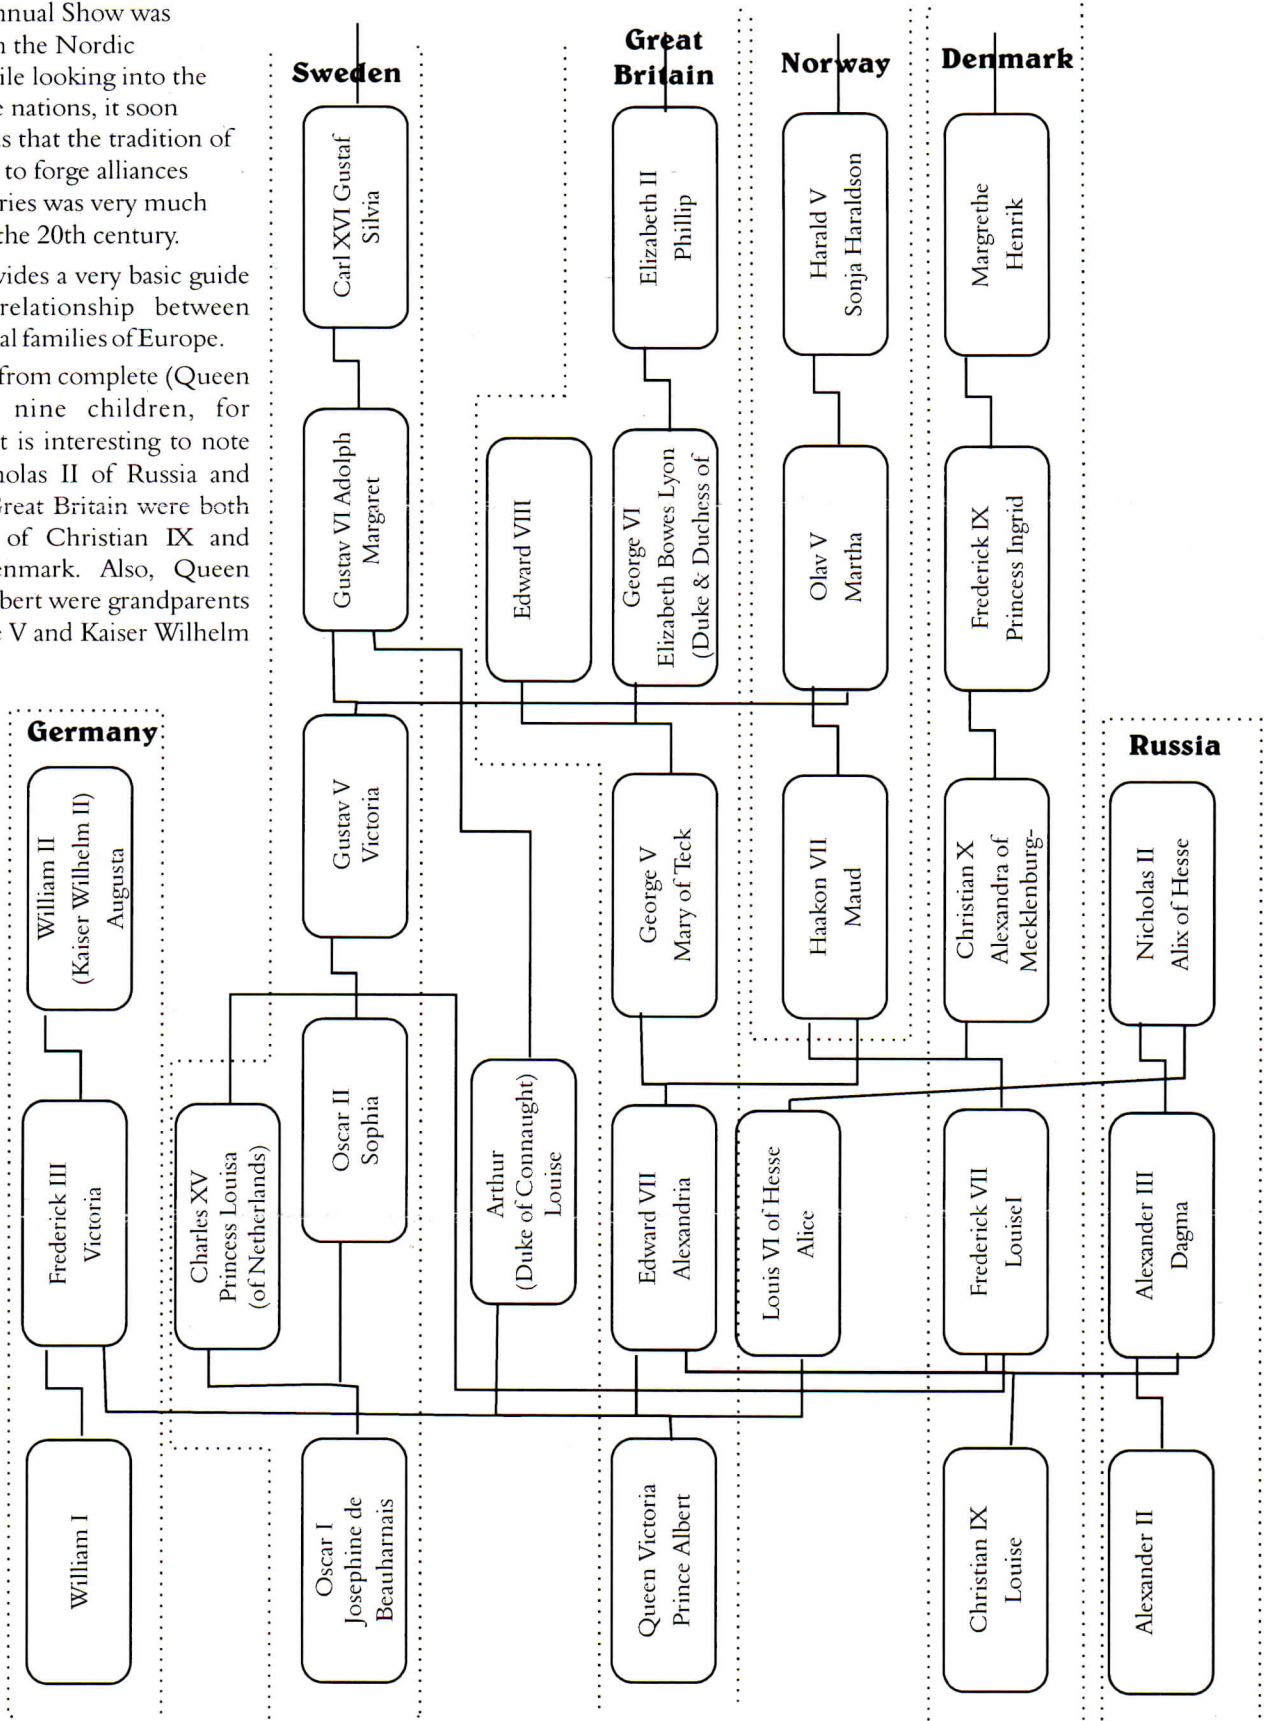 nnual Show was
n the Nordic
ile looking into the
e nations, it soon
s that the tradition of
to forge alliances
ries was very much
the 20th century.
vides a very basic guide
relationship between
al families of Europe.
from complete (Queen
nine children, for
t is interesting to note
holas II of Russia and
Great Britain were both
of Christian IX and
enmark. Also, Queen
bert were grandparents
e V and Kaiser Wilhelm
Sweden
Carl XVI Gustaf
Silvia
Gustav VI Adolph
Margaret
Gustav V
Victoria
Oscar II
Sophia
Charles XV
Princess Louisa
(of Netherlands)
Oscar I
Josephine de
Beauharnais
Great
Britain
Elizabeth II
Phillip
Edward VIII
George VI
Elizabeth Bowes Lyon
(Duke & Duchess of
George V
Mary of Teck
Arthur
(Duke of Connaught)
Louise
Edward VII
Alexandria
Louis VI of Hesse
Alice
Queen Victoria
Prince Albert
Norway
Harald V
Sonja Haraldson
Olav V
Martha
Haakon VII
Maud
Denmark
Margrethe
Henrik
Frederick IX
Princess Ingrid
Christian X
Alexandra of
Mecklenburg-
Frederick VII
Louisel
Christian IX
Louise
Germany
William II
(Kaiser Wilhelm II)
Augusta
Frederick III
Victoria
William I
Russia
Nicholas II
Alix of Hesse
Alexander III
Dagma
Alexander II